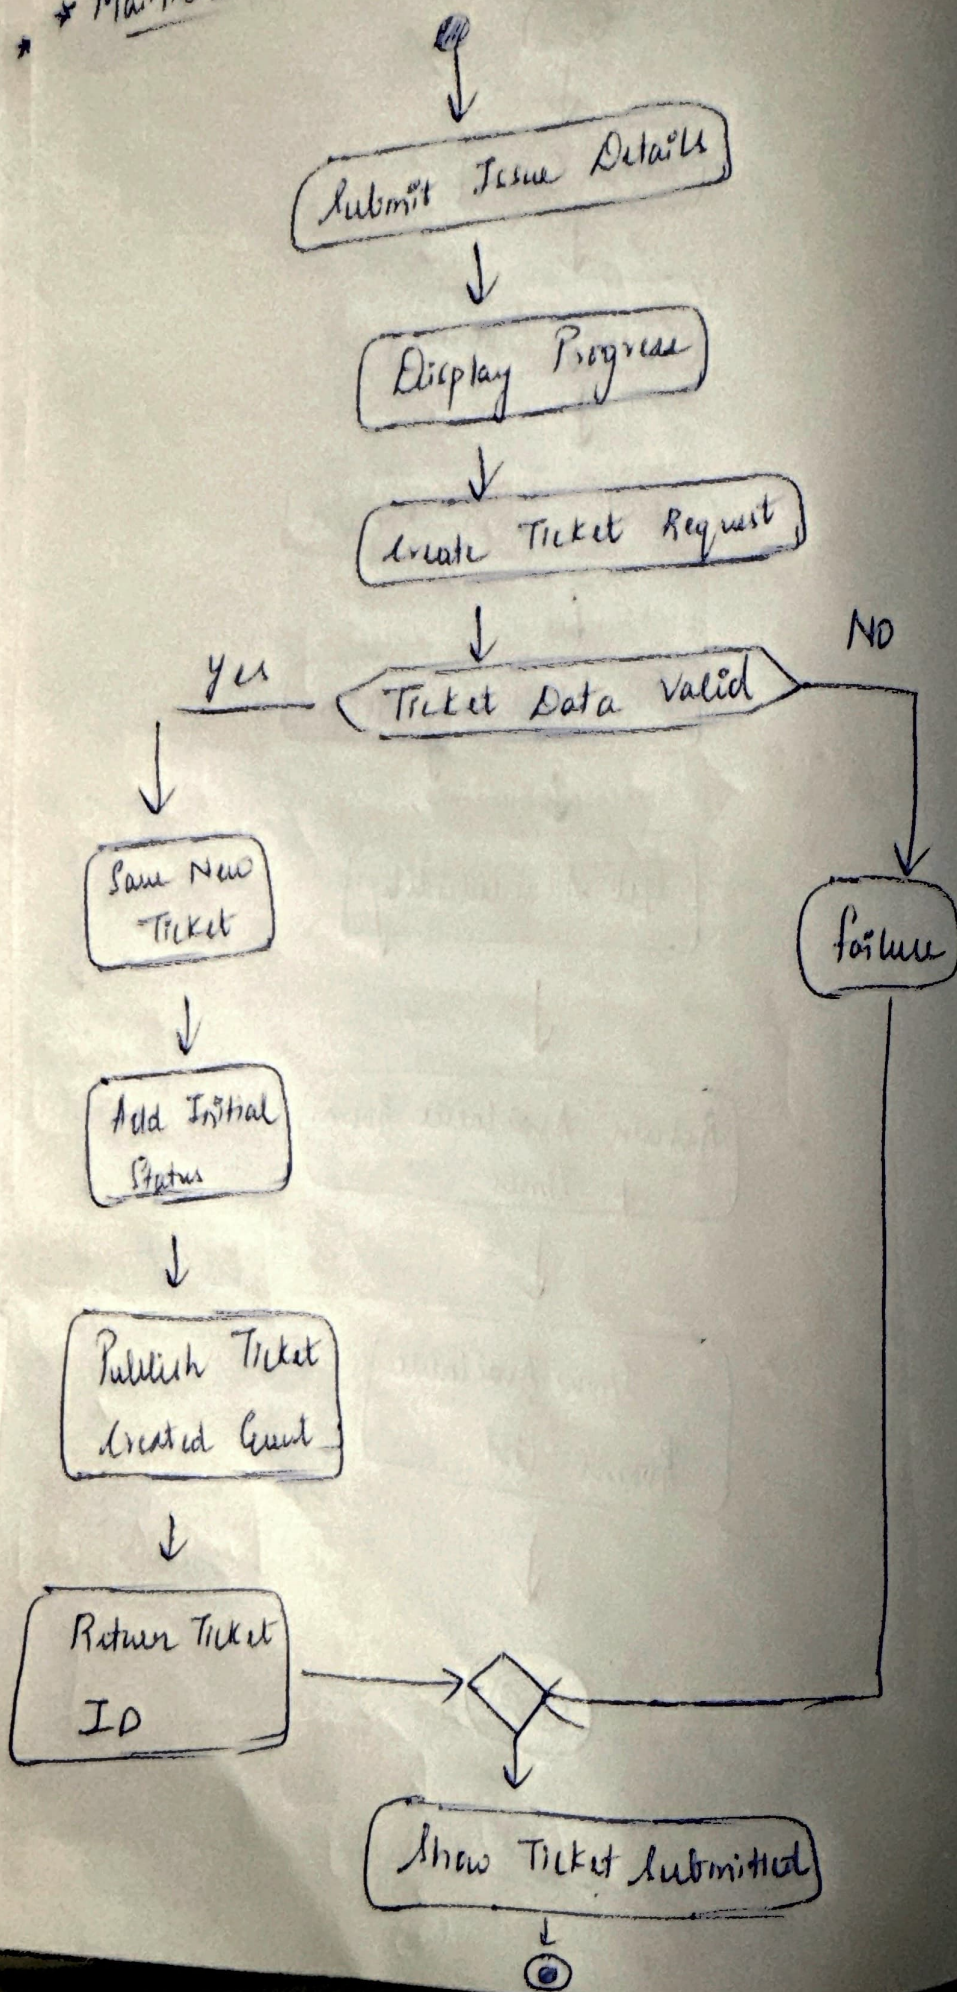 Submit Issue Details
Display Progress
Create Ticket Request
Yes
NO
Ticket Data Valid
Save New
Ticket
Failure
Add Initial
Status
Publish Ticket
Created Event
Return Ticket
ID
Show Ticket Submitted